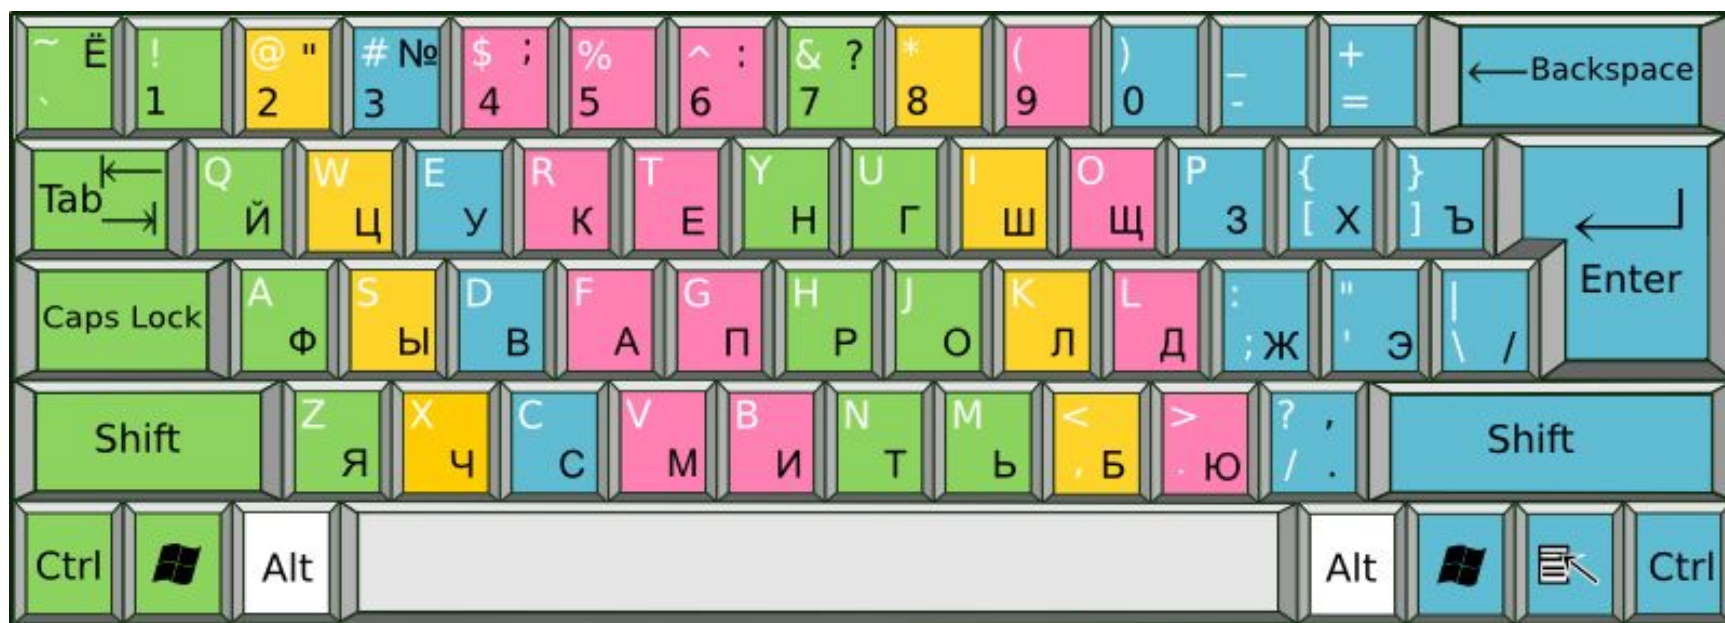 ~ Ё ` ! 1 @ " 2 # № 3 $ ; 4 % 5 ^ : 6 & ? 7 * 8 ( 9 ) 0 _ - + = ←Backspace
Tab Q Й W Ц E У R К T Е Y Н U Г I Ш O Щ P З { [ Х } ] Ъ
Caps Lock A Ф S Ы D В F А G П H Р J О K Л L Д : ; Ж " ' Э | \ / Enter
Shift Z Я X Ч C С V М B И N Т M Ь < , Б > . Ю ? , / . Shift
Ctrl Alt Alt Ctrl